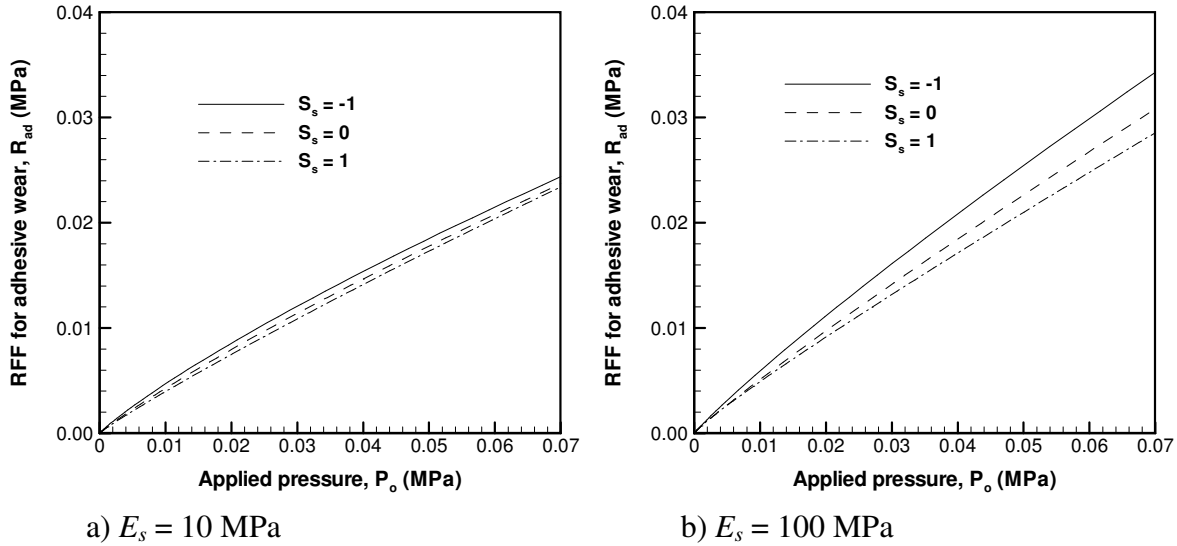 0.04
0.03
0.02
0.01
0.00
RFF for adhesive wear, R_ad (MPa)
S_s = -1
S_s = 0
S_s = 1
0 0.01 0.02 0.03 0.04 0.05 0.06 0.07
Applied pressure, P_o (MPa)
a) E_s = 10 MPa
0.04
0.03
0.02
0.01
0.00
RFF for adhesive wear, R_ad (MPa)
S_s = -1
S_s = 0
S_s = 1
0 0.01 0.02 0.03 0.04 0.05 0.06 0.07
Applied pressure, P_o (MPa)
b) E_s = 100 MPa